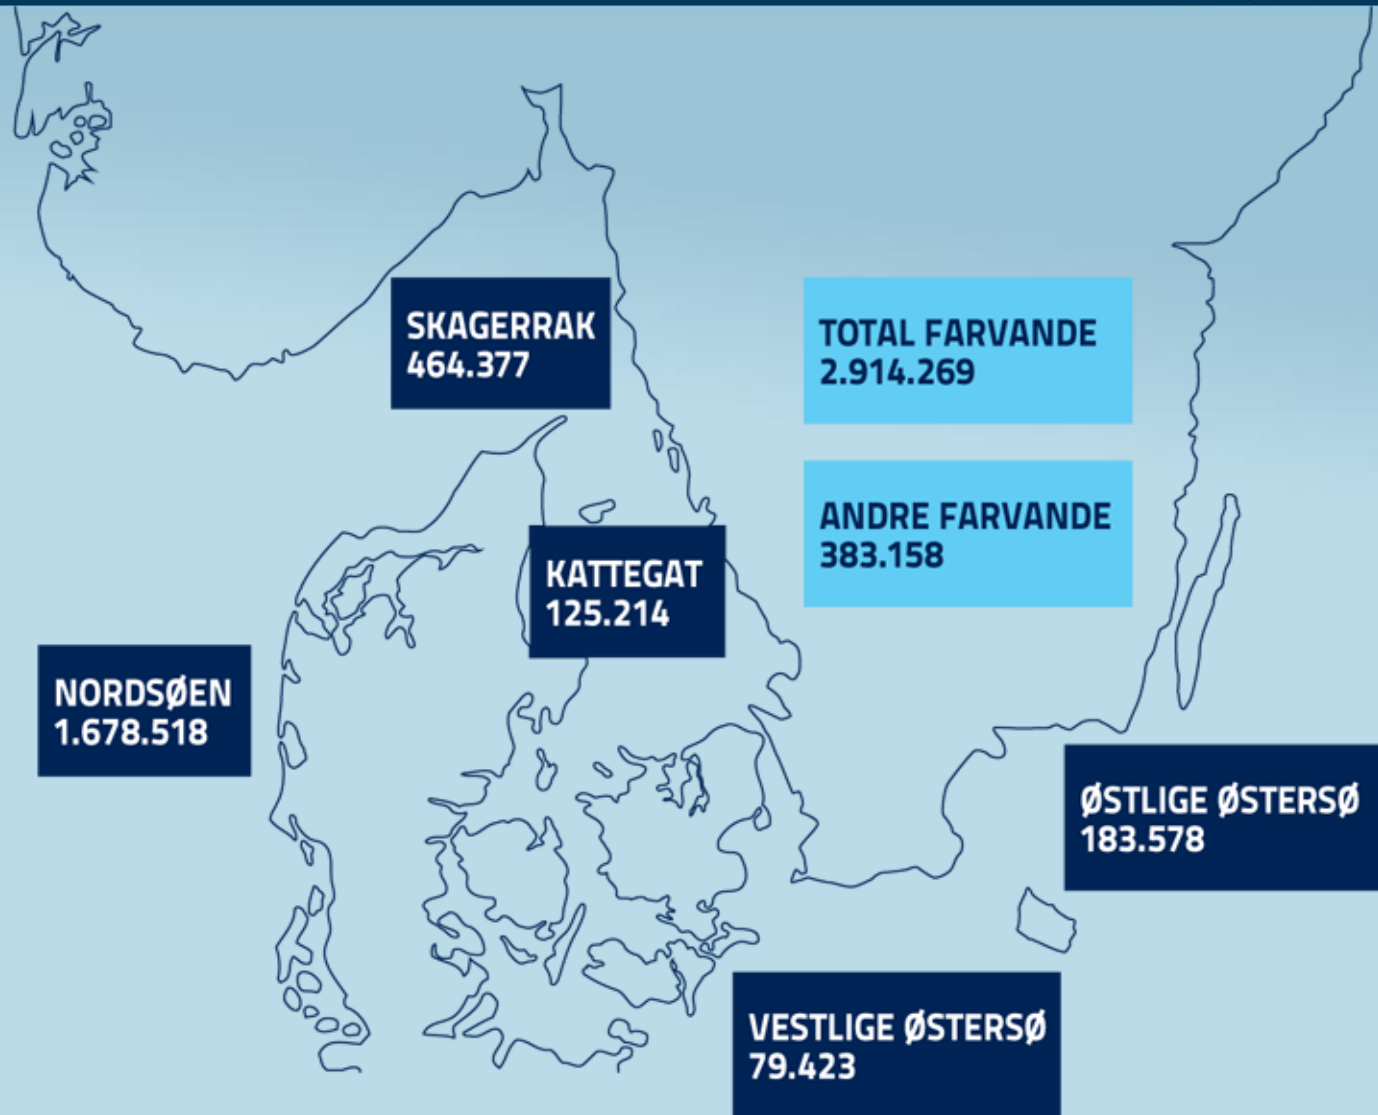 SKAGERRAK
464.377
TOTAL FARVANDE
2.914.269
ANDRE FARVANDE
383.158
KATTEGAT
125.214
NORDSØEN
1.678.518
ØSTLIGE ØSTERSØ
183.578
VESTLIGE ØSTERSØ
79.423